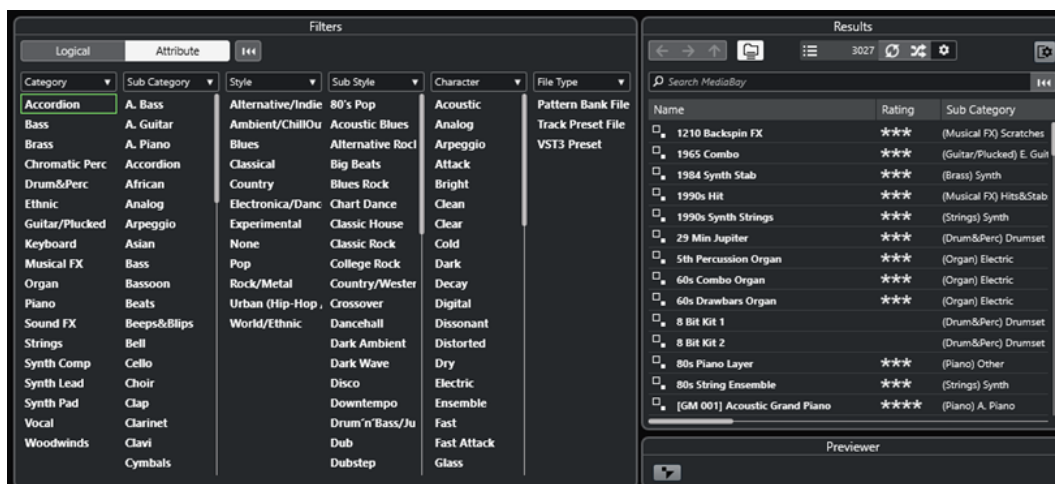 Filters
Logical Attribute
Category Sub Category Style Sub Style Character File Type
Accordion A. Bass Alternative/Indie 80's Pop Acoustic Pattern Bank File
Bass A. Guitar Ambient/ChillOu Acoustic Blues Analog Track Preset File
Brass A. Piano Blues Alternative Rocl Arpeggio VST3 Preset
Chromatic Perc Accordion Classical Big Beats Attack
Drum&Perc African Country Blues Rock Bright
Ethnic Analog Electronica/Danc Chart Dance Clean
Guitar/Plucked Arpeggio Experimental Classic House Clear
Keyboard Asian None Classic Rock Cold
Musical FX Bass Pop College Rock Dark
Organ Bassoon Rock/Metal Country/Wester Decay
Piano Beats Urban (Hip-Hop , Crossover Digital
Sound FX Beeps&Blips World/Ethnic Dancehall Dissonant
Strings Bell Dark Ambient Distorted
Synth Comp Cello Dark Wave Dry
Synth Lead Choir Disco Electric
Synth Pad Clap Downtempo Ensemble
Vocal Clarinet Drum´n´Bass/Ju Fast
Woodwinds Clavi Dub Fast Attack
Cymbals Dubstep Glass
Results
3027
Search MediaBay
Name Rating Sub Category
1210 Backspin FX *** (Musical FX) Scratches
1965 Combo *** (Guitar/Plucked) E. Guit
1984 Synth Stab *** (Brass) Synth
1990s Hit *** (Musical FX) Hits&Stab
1990s Synth Strings *** (Strings) Synth
29 Min Jupiter *** (Drum&Perc) Drumset
5th Percussion Organ *** (Organ) Electric
60s Combo Organ *** (Organ) Electric
60s Drawbars Organ *** (Organ) Electric
8 Bit Kit 1 (Drum&Perc) Drumset
8 Bit Kit 2 (Drum&Perc) Drumset
80s Piano Layer *** (Piano) Other
80s String Ensemble *** (Strings) Synth
[GM 001] Acoustic Grand Piano **** (Piano) A. Piano
Previewer